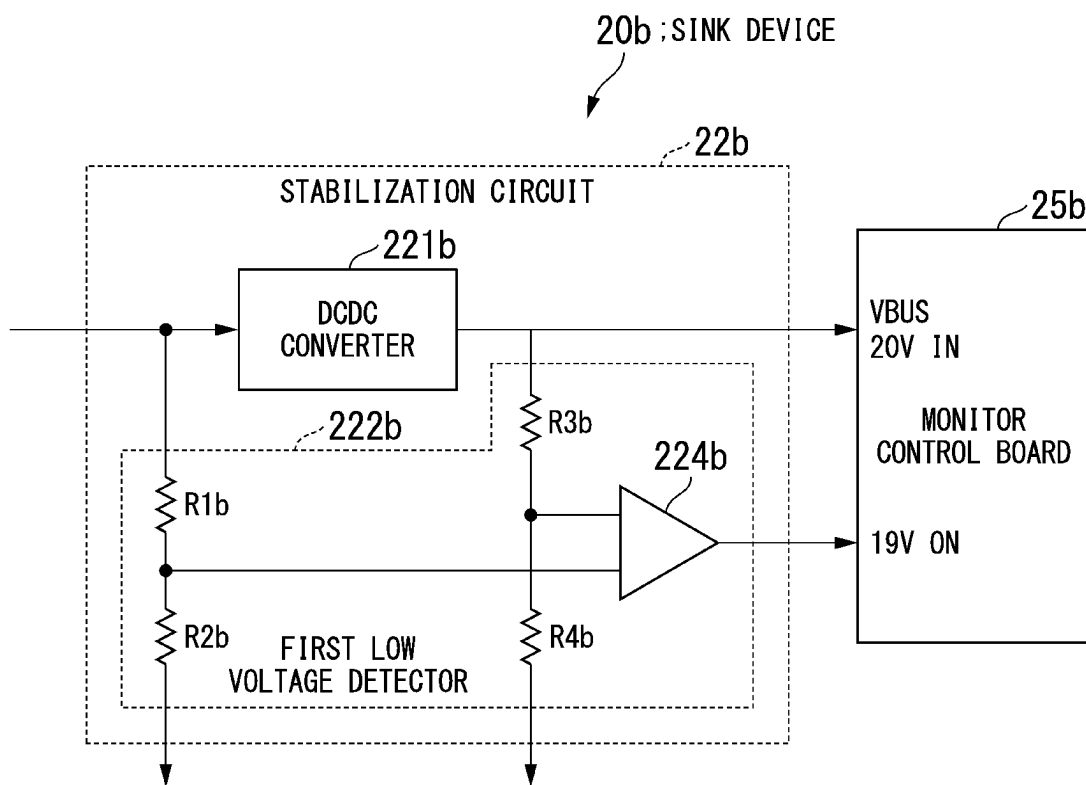 20b ; SINK DEVICE
22b
STABILIZATION CIRCUIT
25b
221b
DCDC
CONVERTER
VBUS
20V IN
222b
R3b
MONITOR
CONTROL BOARD
224b
R1b
19V ON
R2b
R4b
FIRST LOW
VOLTAGE DETECTOR